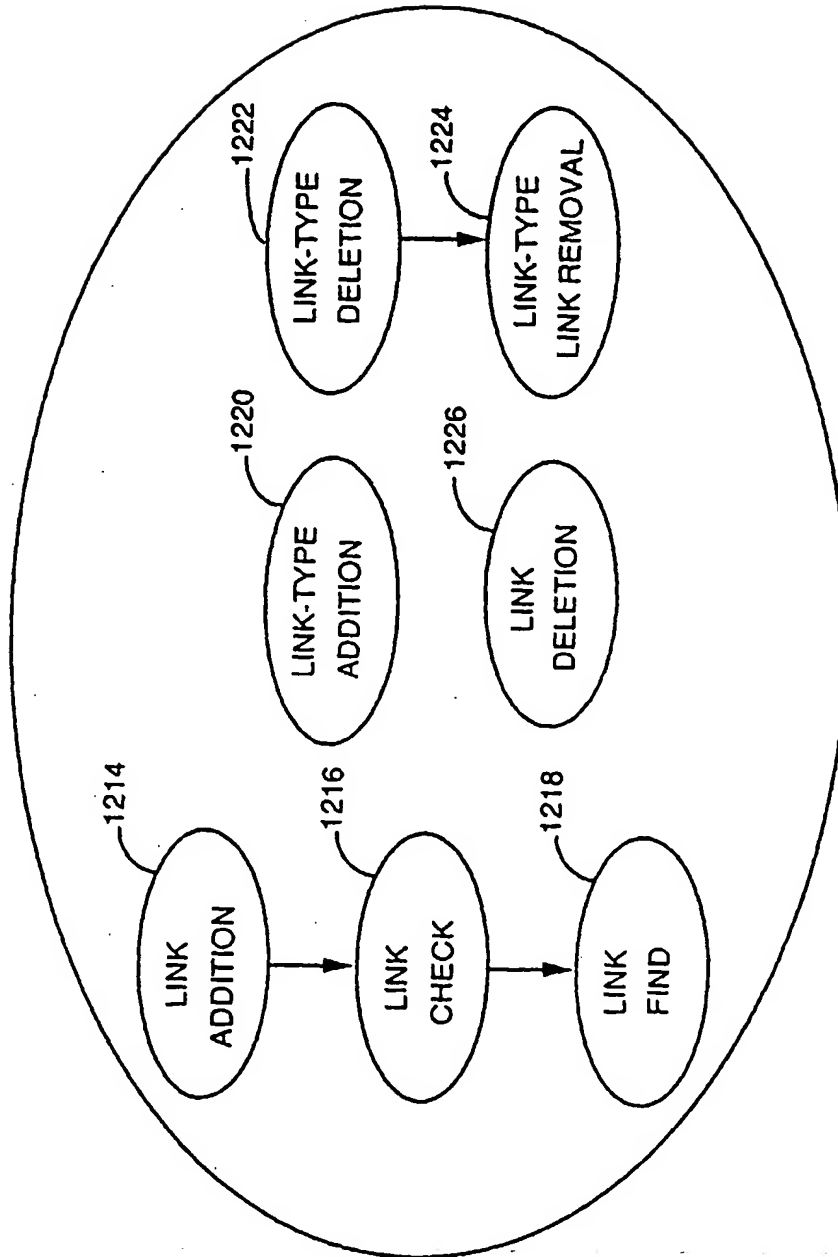 1214
LINK
ADDITION
1216
LINK
CHECK
1218
LINK
FIND
1220
LINK-TYPE
ADDITION
1226
LINK
DELETION
1222
LINK-TYPE
DELETION
1224
LINK-TYPE
LINK REMOVAL